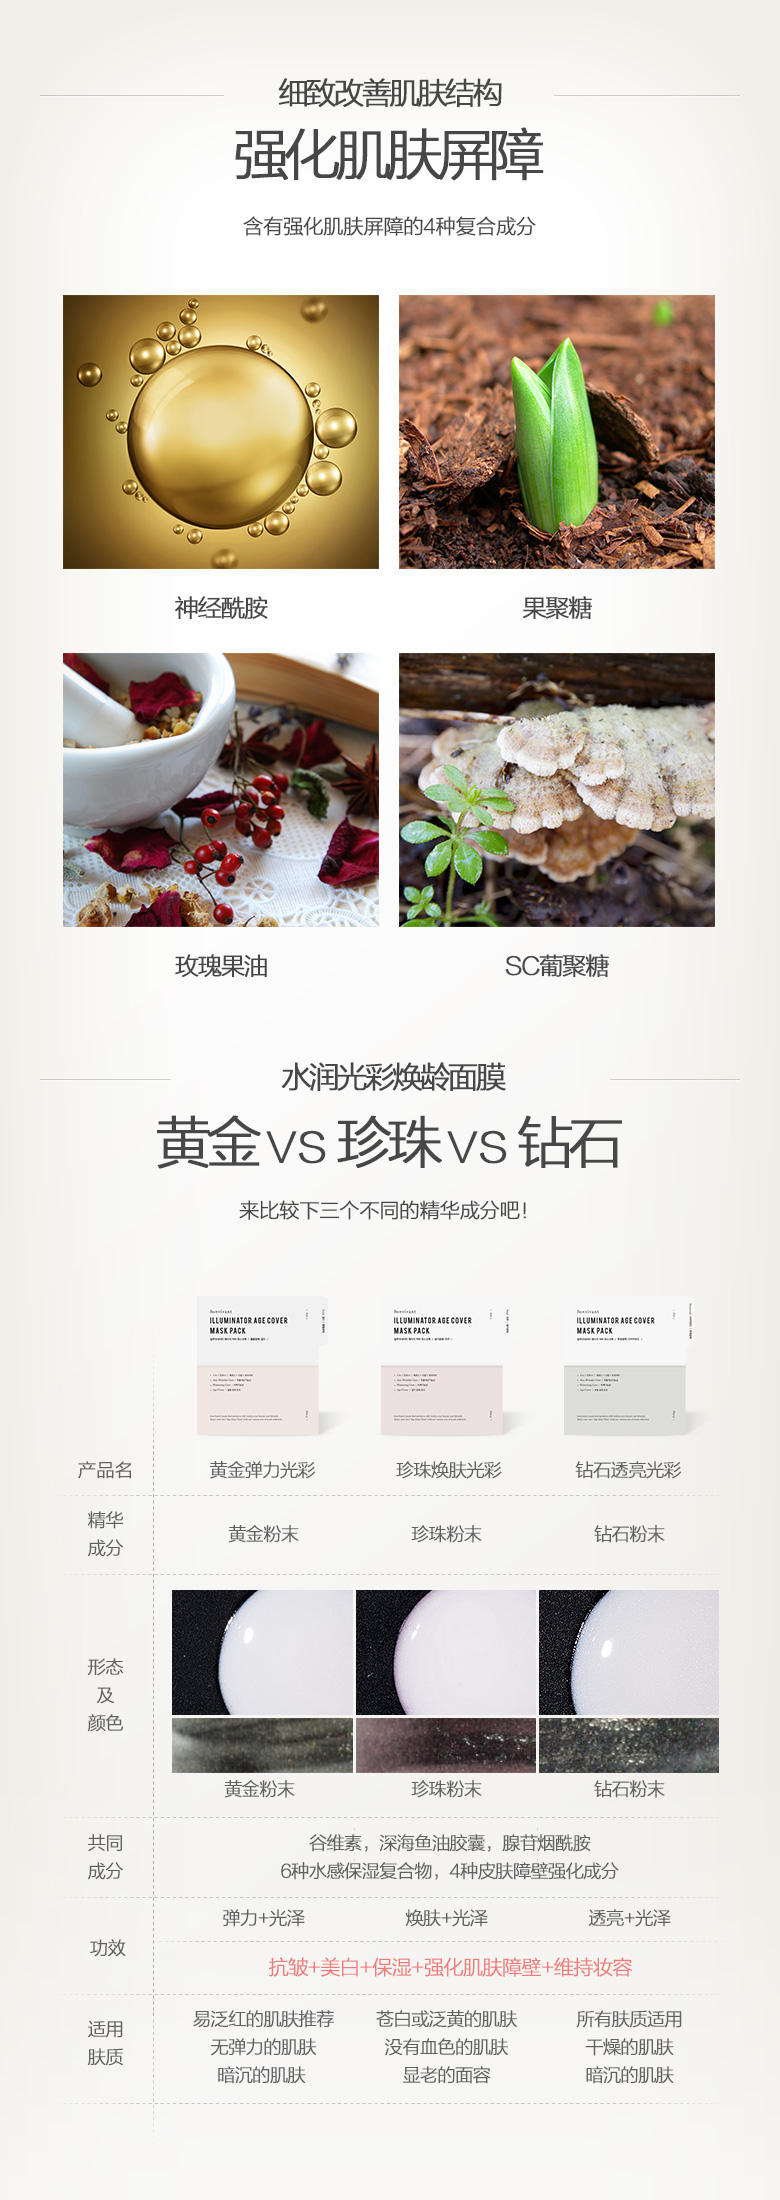 细致改善肌肤结构
强化肌肤屏障
含有强化肌肤屏障的4种复合成分
神经酰胺
果聚糖
玫瑰果油
SC葡聚糖
水润光彩焕龄面膜
黄金 VS 珍珠 VS 钻石
来比较下三个不同的精华成分吧!
ILLUMINATOR AGE COVER
MASK PACK
ILLUMINATOR AGE COVER
MASK PACK
ILLUMINATOR AGE COVER
MASK PACK
产品名
黄金弹力光彩
珍珠焕肤光彩
钻石透亮光彩
精华
成分
黄金粉末
珍珠粉末
钻石粉末
形态
及
颜色
黄金粉末
珍珠粉末
钻石粉末
共同
成分
谷维素，深海鱼油胶囊，腺苷烟酰胺
6种水感保湿复合物，4种皮肤障壁强化成分
功效
弹力+光泽
焕肤+光泽
透亮+光泽
抗皱+美白+保湿+强化肌肤障壁+维持妆容
适用
肤质
易泛红的肌肤推荐
无弹力的肌肤
暗沉的肌肤
苍白或泛黄的肌肤
没有血色的肌肤
显老的面容
所有肤质适用
干燥的肌肤
暗沉的肌肤